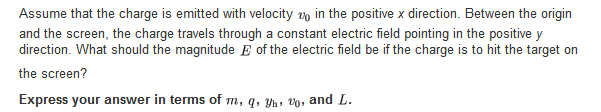 Assume that the charge is emitted with velocity v₀ in the positive x direction. Between the origin
and the screen, the charge travels through a constant electric field pointing in the positive y
direction. What should the magnitude E of the electric field be if the charge is to hit the target on
the screen?
Express your answer in terms of m, q, yₕ, v₀, and L.